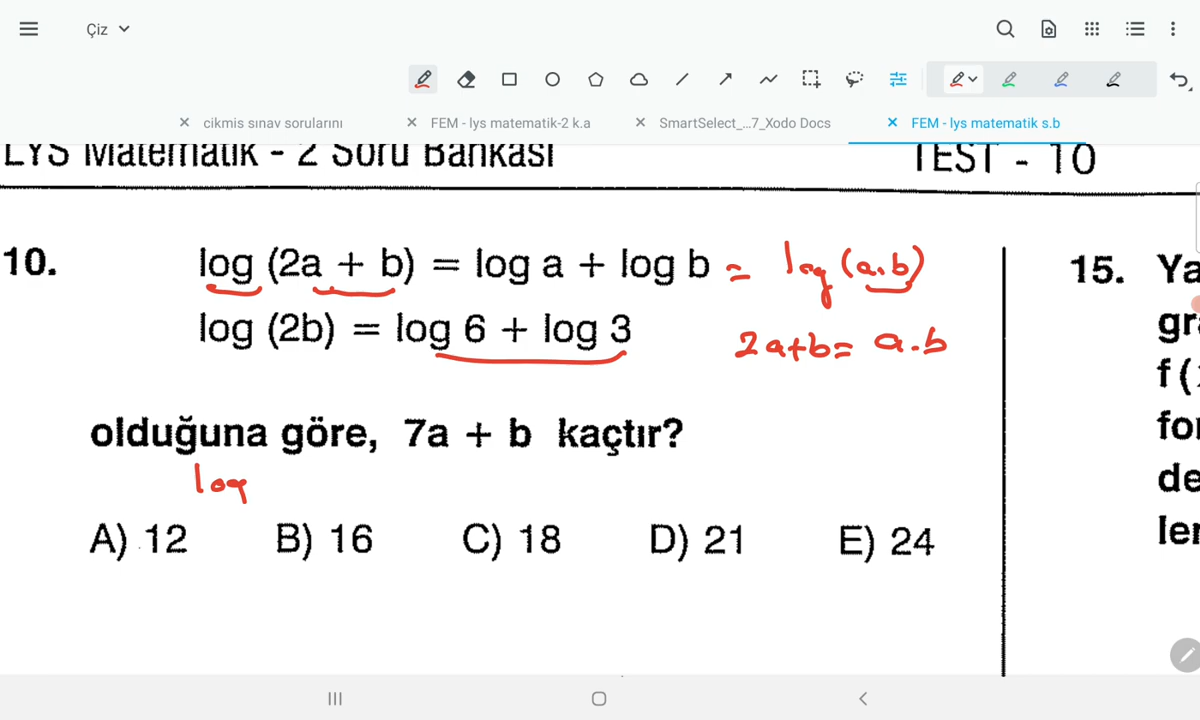 Çiz
cikmis sınav sorularını
FEM - lys matematik-2 k.a
SmartSelect_...7_Xodo Docs
FEM - lys matematik s.b
LYS Matematik - 2 Soru Bankası
TEST - 10
10.
log (2a + b) = log a + log b = log (a.b)
log (2b) = log 6 + log 3
2a+b= a.b
olduğuna göre, 7a + b kaçtır?
log
A) 12 B) 16 C) 18 D) 21 E) 24
15. Ya
gra
f (
for
de
ler